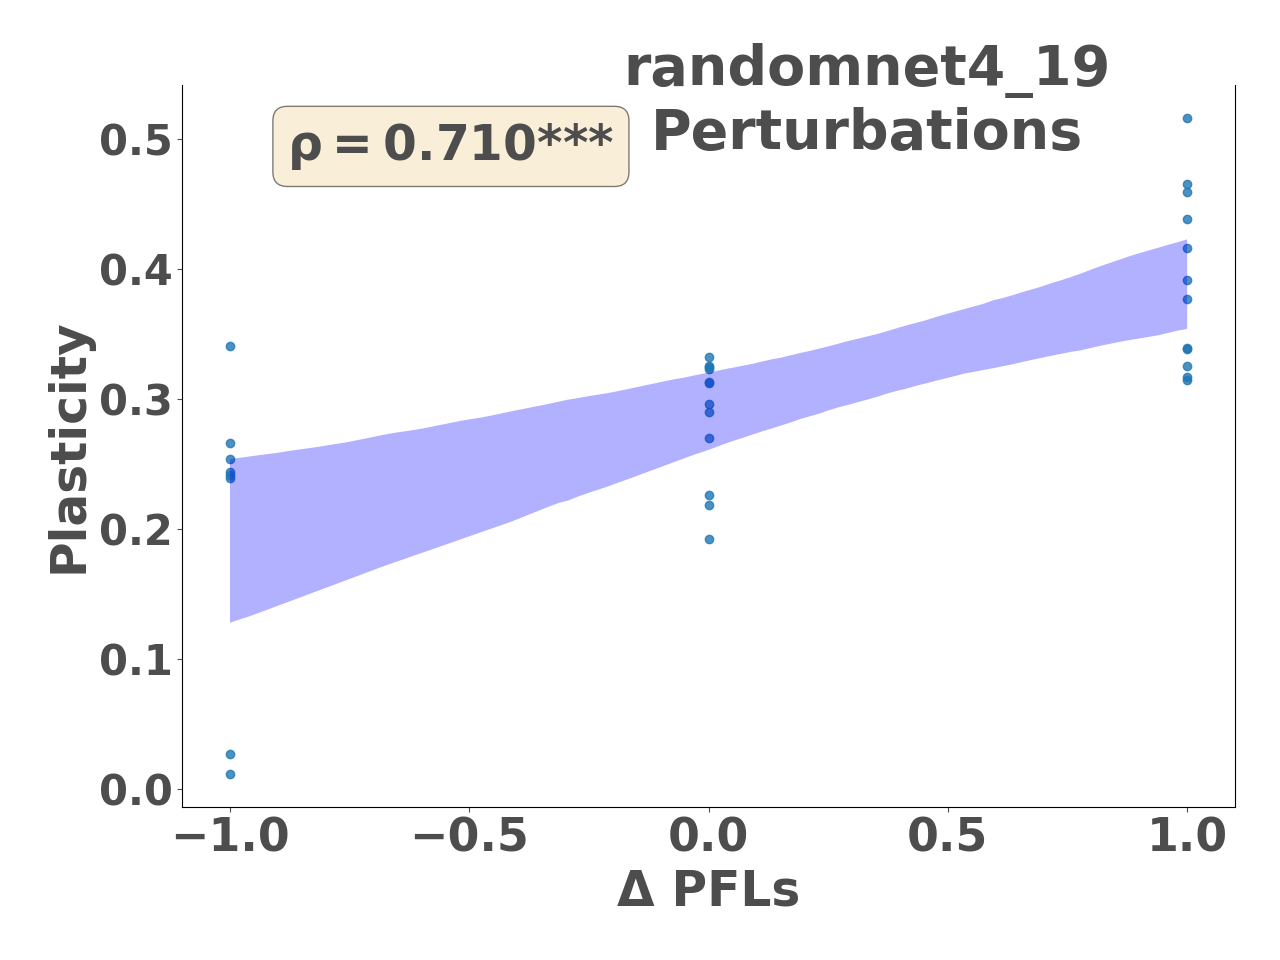 randomnet4_19
Perturbations
ρ = 0.710***
0.5
0.4
0.3
0.2
0.1
0.0
Plasticity
−1.0 −0.5 0.0 0.5 1.0
Δ PFLs